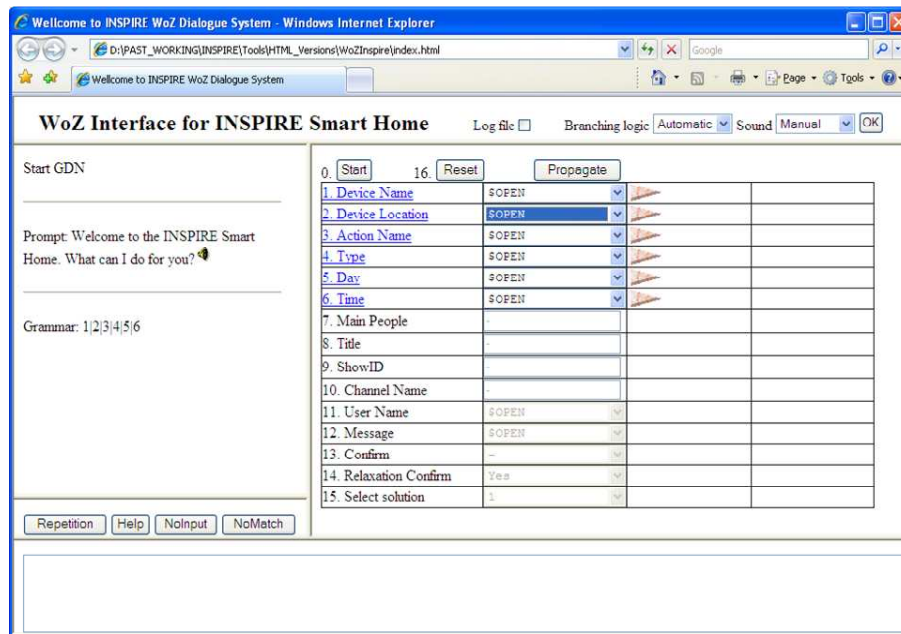 Wellcome to INSPIRE WoZ Dialogue System - Windows Internet Explorer
D:\PAST_WORKING\INSPIRE\Tools\HTML_Versions\WoZInspire\index.html
Google
Wellcome to INSPIRE WoZ Dialogue System
Page
Tools
WoZ Interface for INSPIRE Smart Home
Log file
Branching logic Automatic Sound Manual OK
Start GDN
Prompt: Welcome to the INSPIRE Smart
Home. What can I do for you?
Grammar: 1|2|3|4|5|6
Repetition Help NoInput NoMatch
0. Start 16. Reset Propagate
1. Device Name $OPEN
2. Device Location $OPEN
3. Action Name $OPEN
4. Type $OPEN
5. Day $OPEN
6. Time $OPEN
7. Main People -
8. Title -
9. ShowID -
10. Channel Name -
11. User Name $OPEN
12. Message $OPEN
13. Confirm -
14. Relaxation Confirm Yes
15. Select solution 1